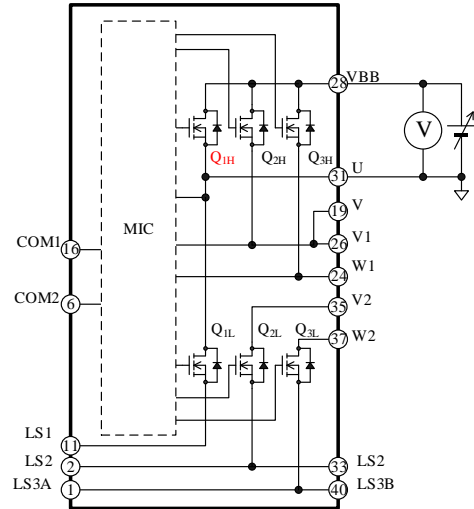 VBB
28
V
Q1H
Q2H
Q3H
U
31
V
19
MIC
V1
26
COM1
16
W1
24
COM2
6
V2
35
W2
37
Q1L
Q2L
Q3L
LS1
11
LS2
2
33
LS2
LS3A
1
40
LS3B